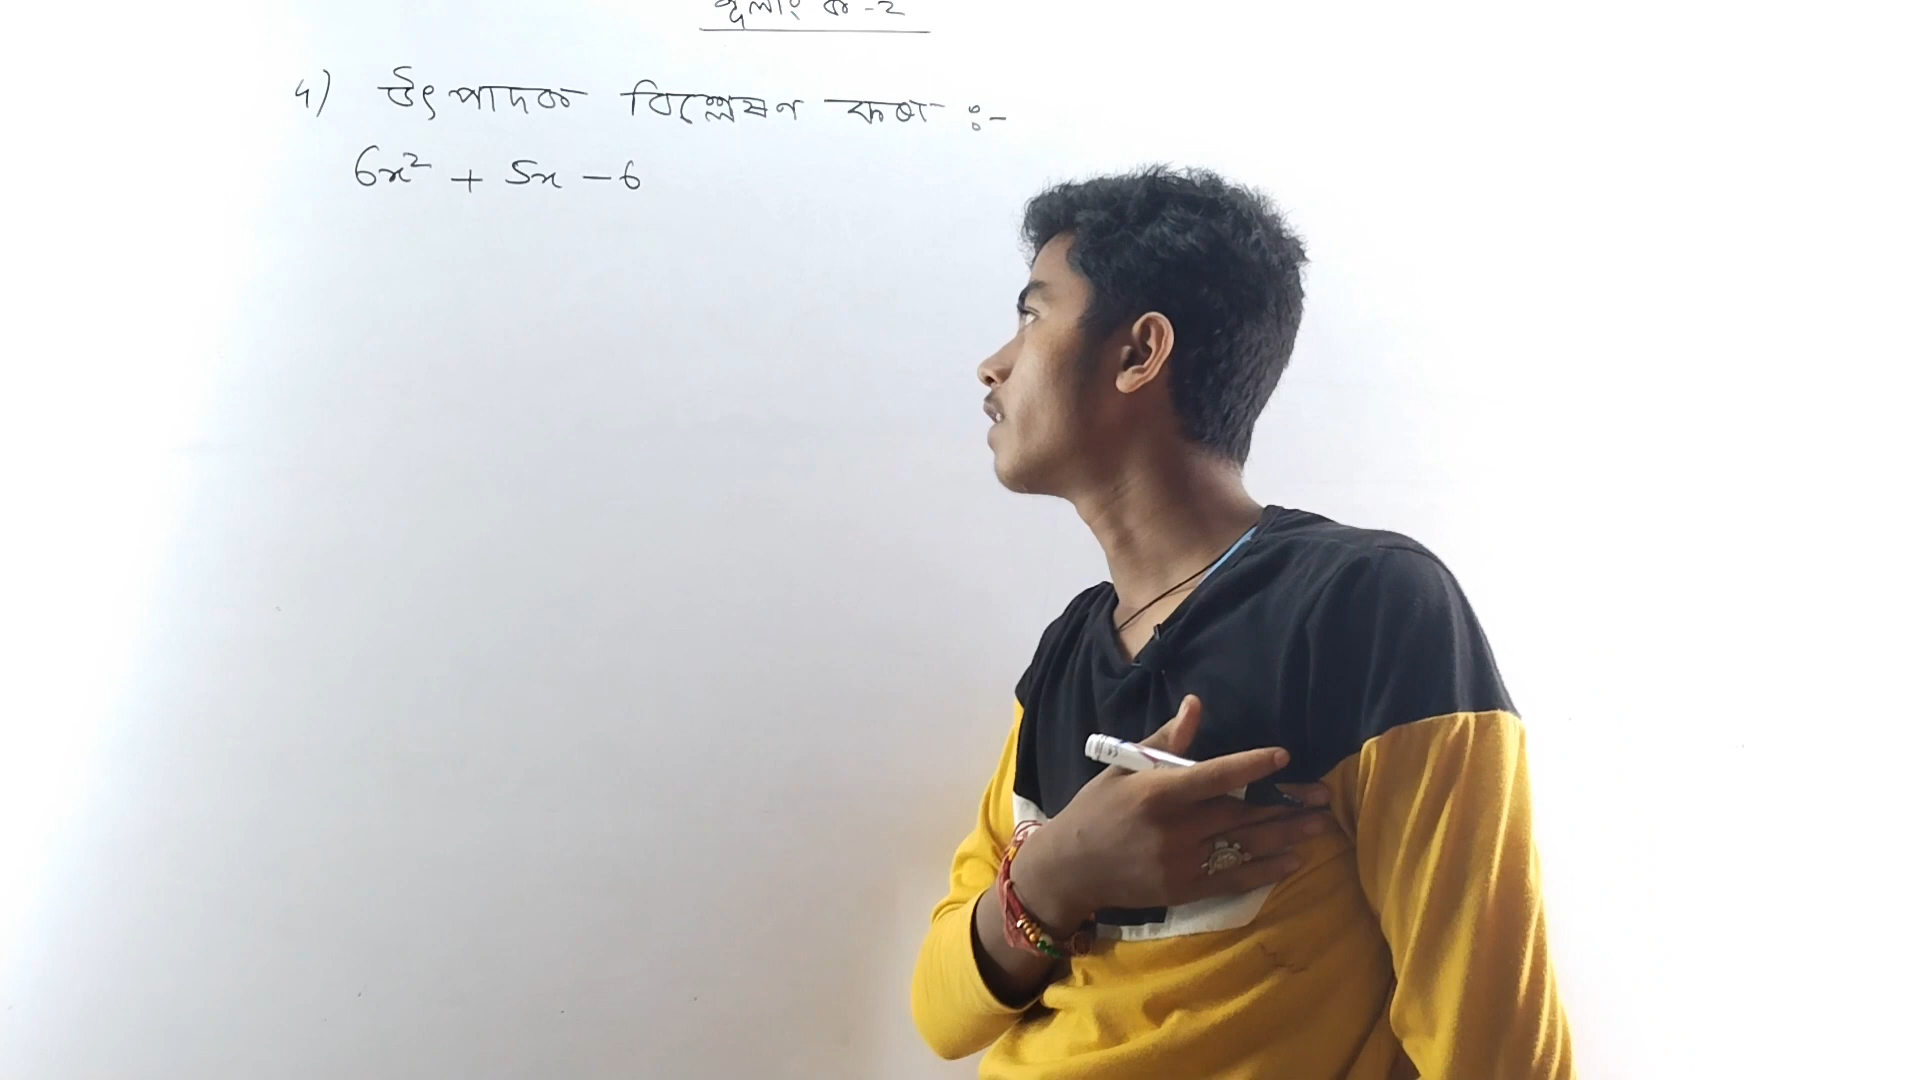 4) উৎপাদক বিশ্লেষণ কৰা :-
6x² + 5x - 6